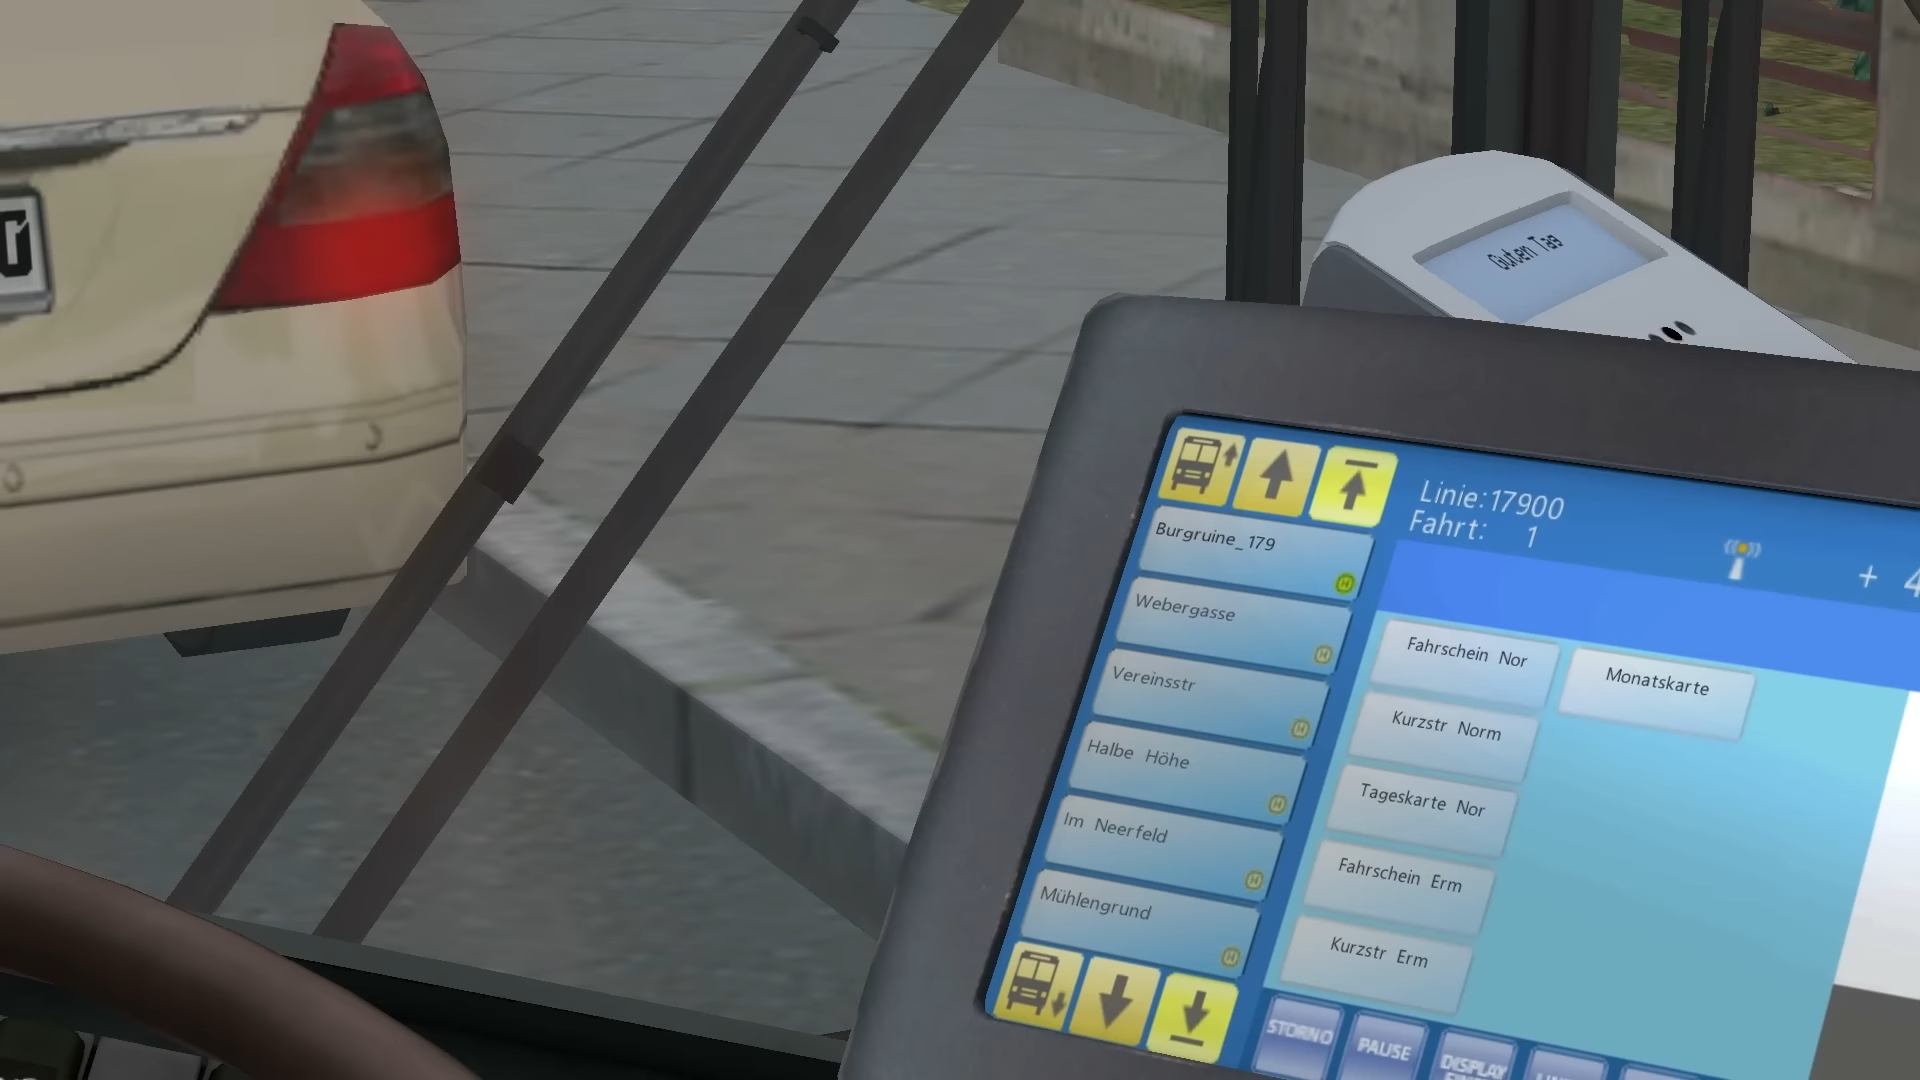 Guten Tag
Linie:17900
Fahrt: 1
+ 4
Burgruine_179
Webergasse
Vereinsstr
Halbe Höhe
Im Neerfeld
Mühlengrund
Fahrschein Nor
Monatskarte
Kurzstr Norm
Tageskarte Nor
Fahrschein Erm
Kurzstr Erm
STORNO
PAUSE
DISPLAY